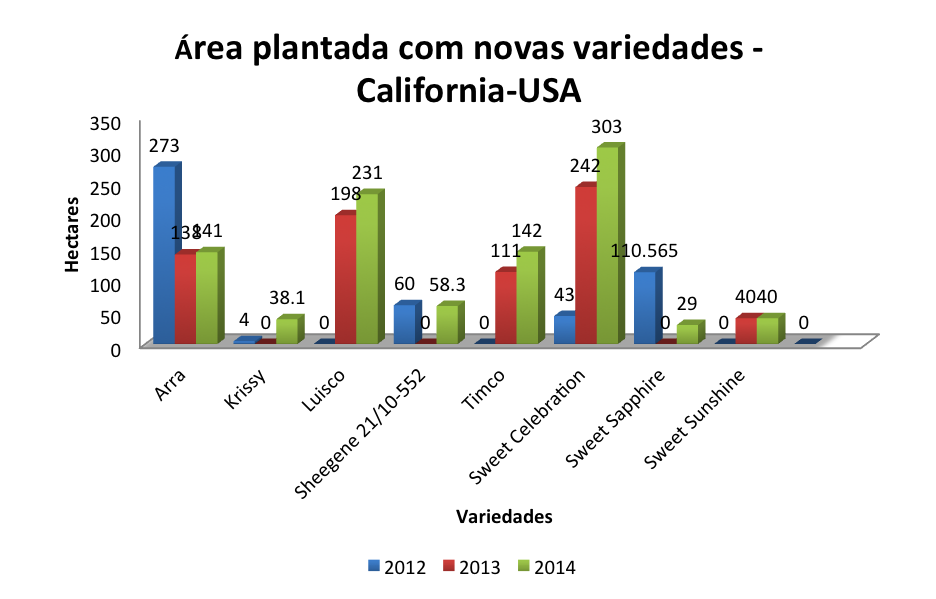 Área plantada com novas variedades -
California-USA
350
300
250
200
150
100
50
0
Hectares
273
138
141
4
0
38.1
0
198
231
60
0
58.3
0
111
142
43
242
303
110.565
0
29
0
40
40
0
Arra
Krissy
Luisco
Sheegene 21/10-552
Timco
Sweet Celebration
Sweet Sapphire
Sweet Sunshine
Variedades
2012 2013 2014